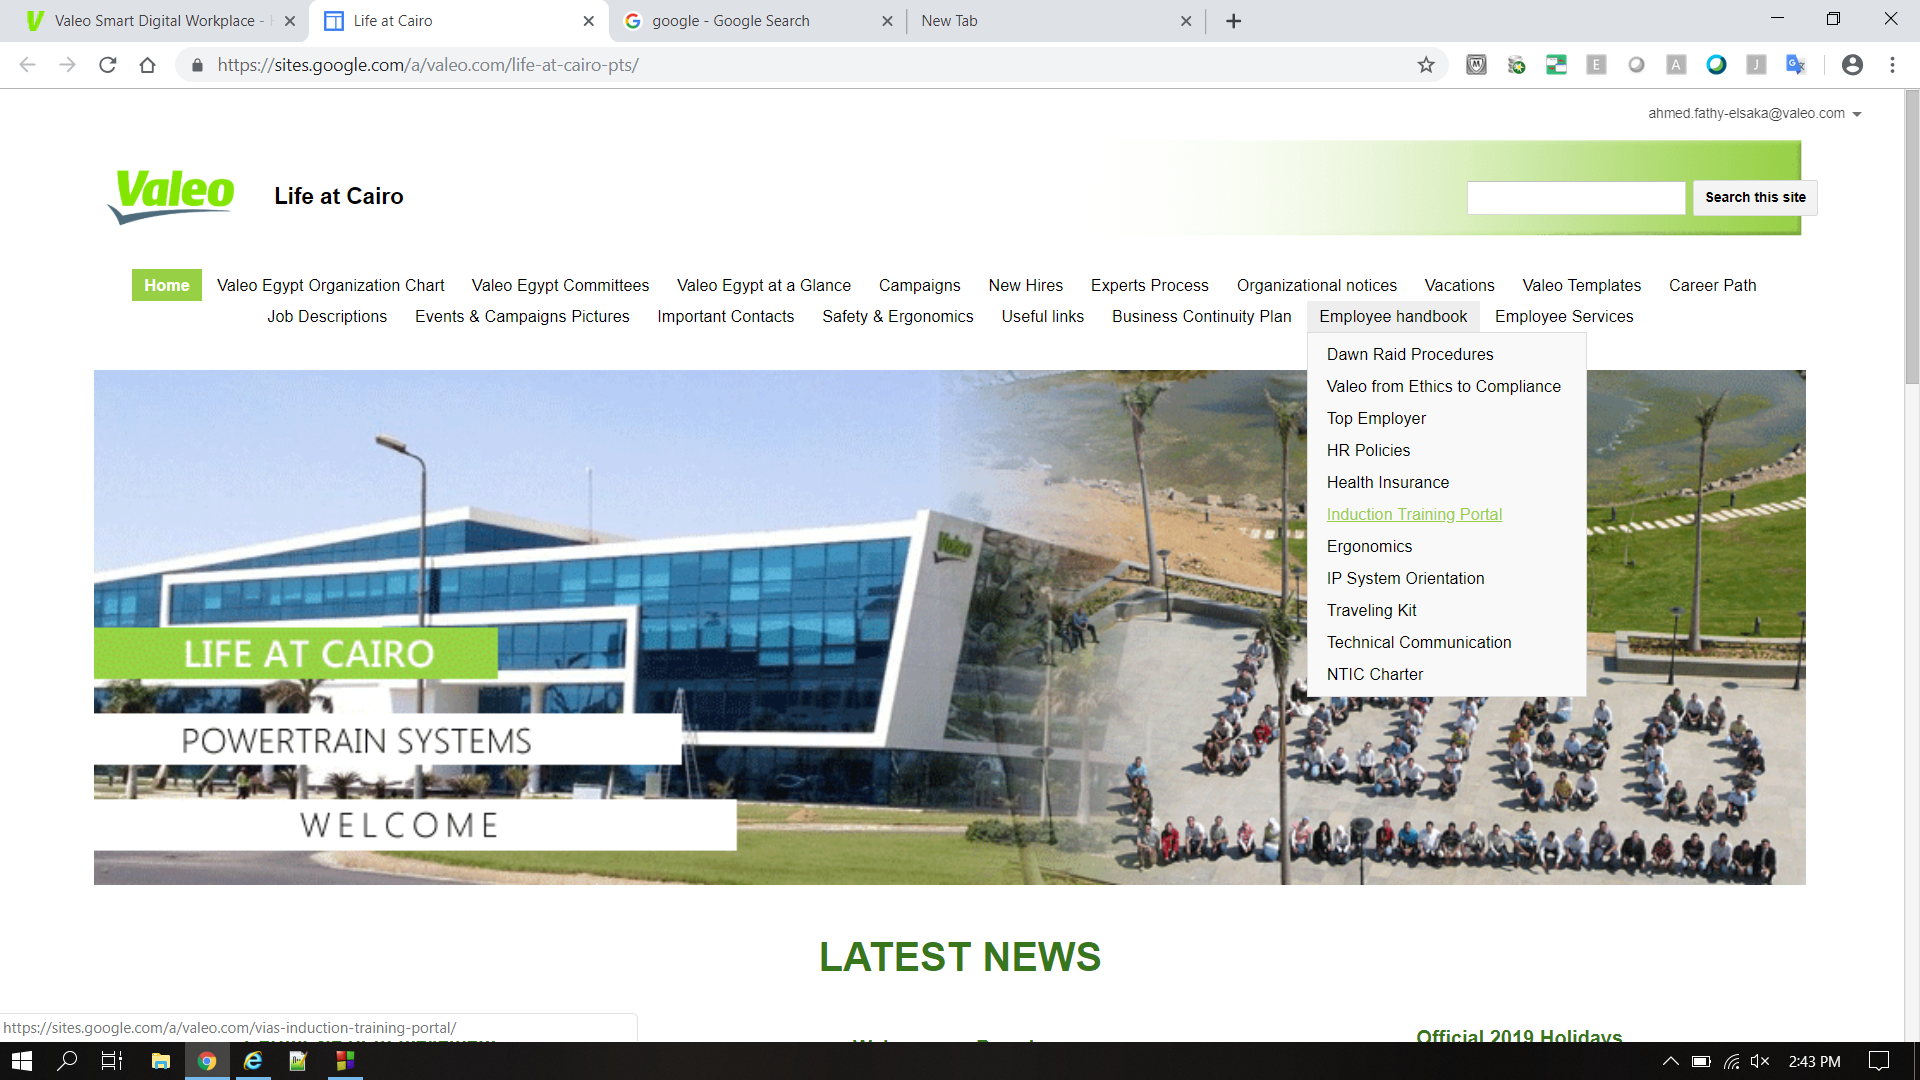 Valeo Smart Digital Workplace -
Life at Cairo
google - Google Search
New Tab
https://sites.google.com/a/valeo.com/life-at-cairo-pts/
ahmed.fathy-elsaka@valeo.com
Valeo
Life at Cairo
Search this site
Home Valeo Egypt Organization Chart Valeo Egypt Committees Valeo Egypt at a Glance Campaigns New Hires Experts Process Organizational notices Vacations Valeo Templates Career Path
Job Descriptions Events & Campaigns Pictures Important Contacts Safety & Ergonomics Useful links Business Continuity Plan Employee handbook Employee Services
Dawn Raid Procedures
Valeo from Ethics to Compliance
Top Employer
HR Policies
Health Insurance
Induction Training Portal
Ergonomics
IP System Orientation
Traveling Kit
Technical Communication
NTIC Charter
Valeo
LIFE AT CAIRO
POWERTRAIN SYSTEMS
WELCOME
LATEST NEWS
Official 2019 Holidays
https://sites.google.com/a/valeo.com/vias-induction-training-portal/
2:43 PM